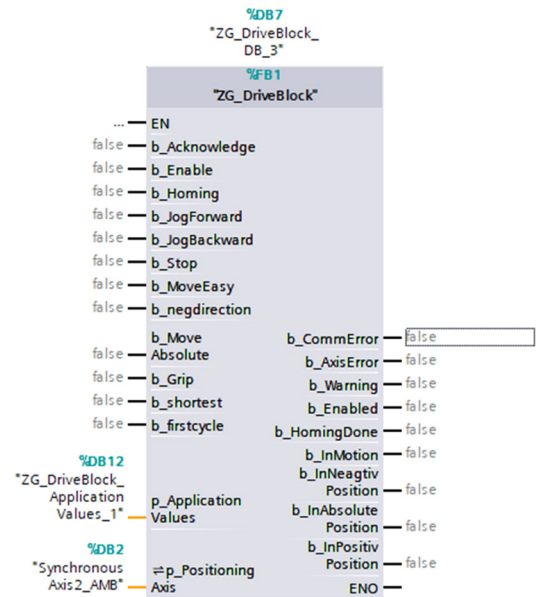 %DB7
"ZG_DriveBlock_
DB_3"
%FB1
"ZG_DriveBlock"
... EN
false b_Acknowledge
false b_Enable
false b_Homing
false b_JogForward
false b_JogBackward
false b_Stop
false b_MoveEasy
false b_negdirection
b_Move
false Absolute
false b_Grip
false b_shortest
false b_firstcycle
%DB12
"ZG_DriveBlock_
Application
Values_1"
p_Application
Values
%DB2
"Synchronous
Axis2_AMB"
⇌p_Positioning
Axis
b_CommError false
b_AxisError false
b_Warning false
b_Enabled false
b_HomingDone false
b_InMotion false
b_InNeagtiv
Position false
b_InAbsolute
Position false
b_InPositiv
Position false
ENO